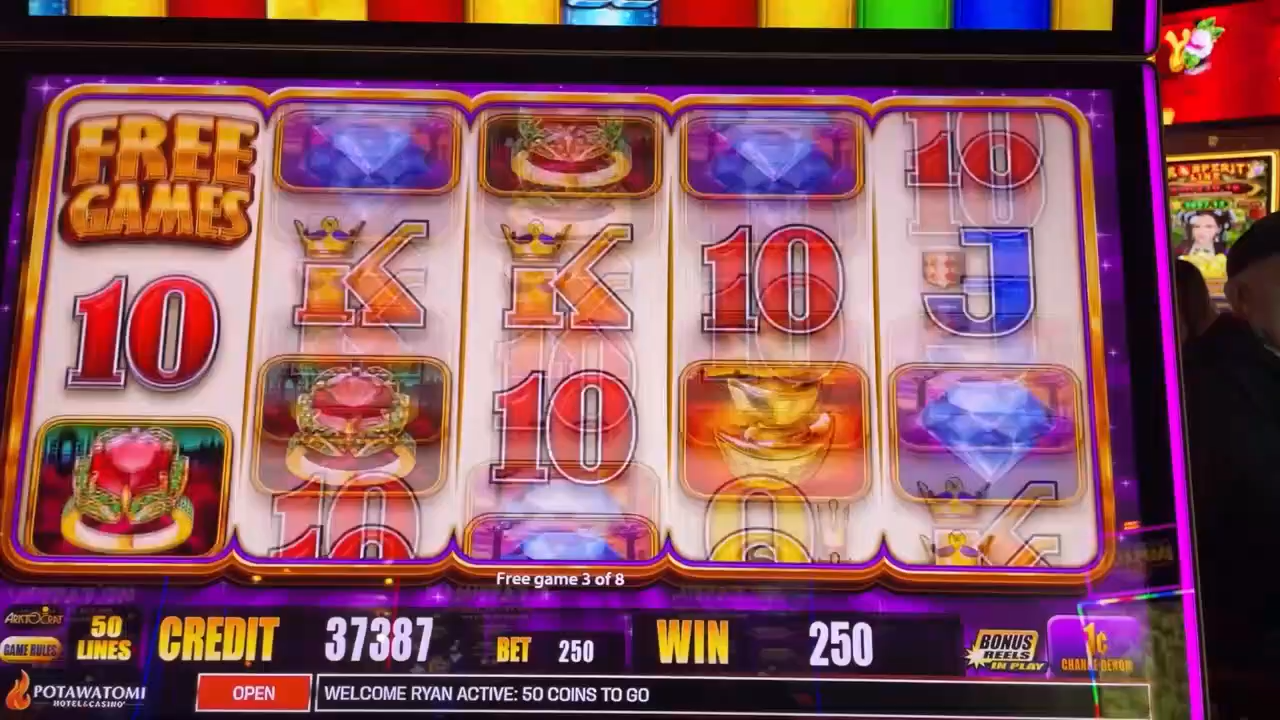 FREE
GAMES
10
10
K
K
10
J
10
10
10
Q
K
Free game 3 of 8
ARISTOCRAT
GAME RULES
50
LINES
CREDIT
37387
BET 250
WIN
250
BONUS
REELS
IN PLAY
1¢
CHANGE DENOM
POTAWATOMI
HOTEL & CASINO
OPEN
WELCOME RYAN ACTIVE: 50 COINS TO GO